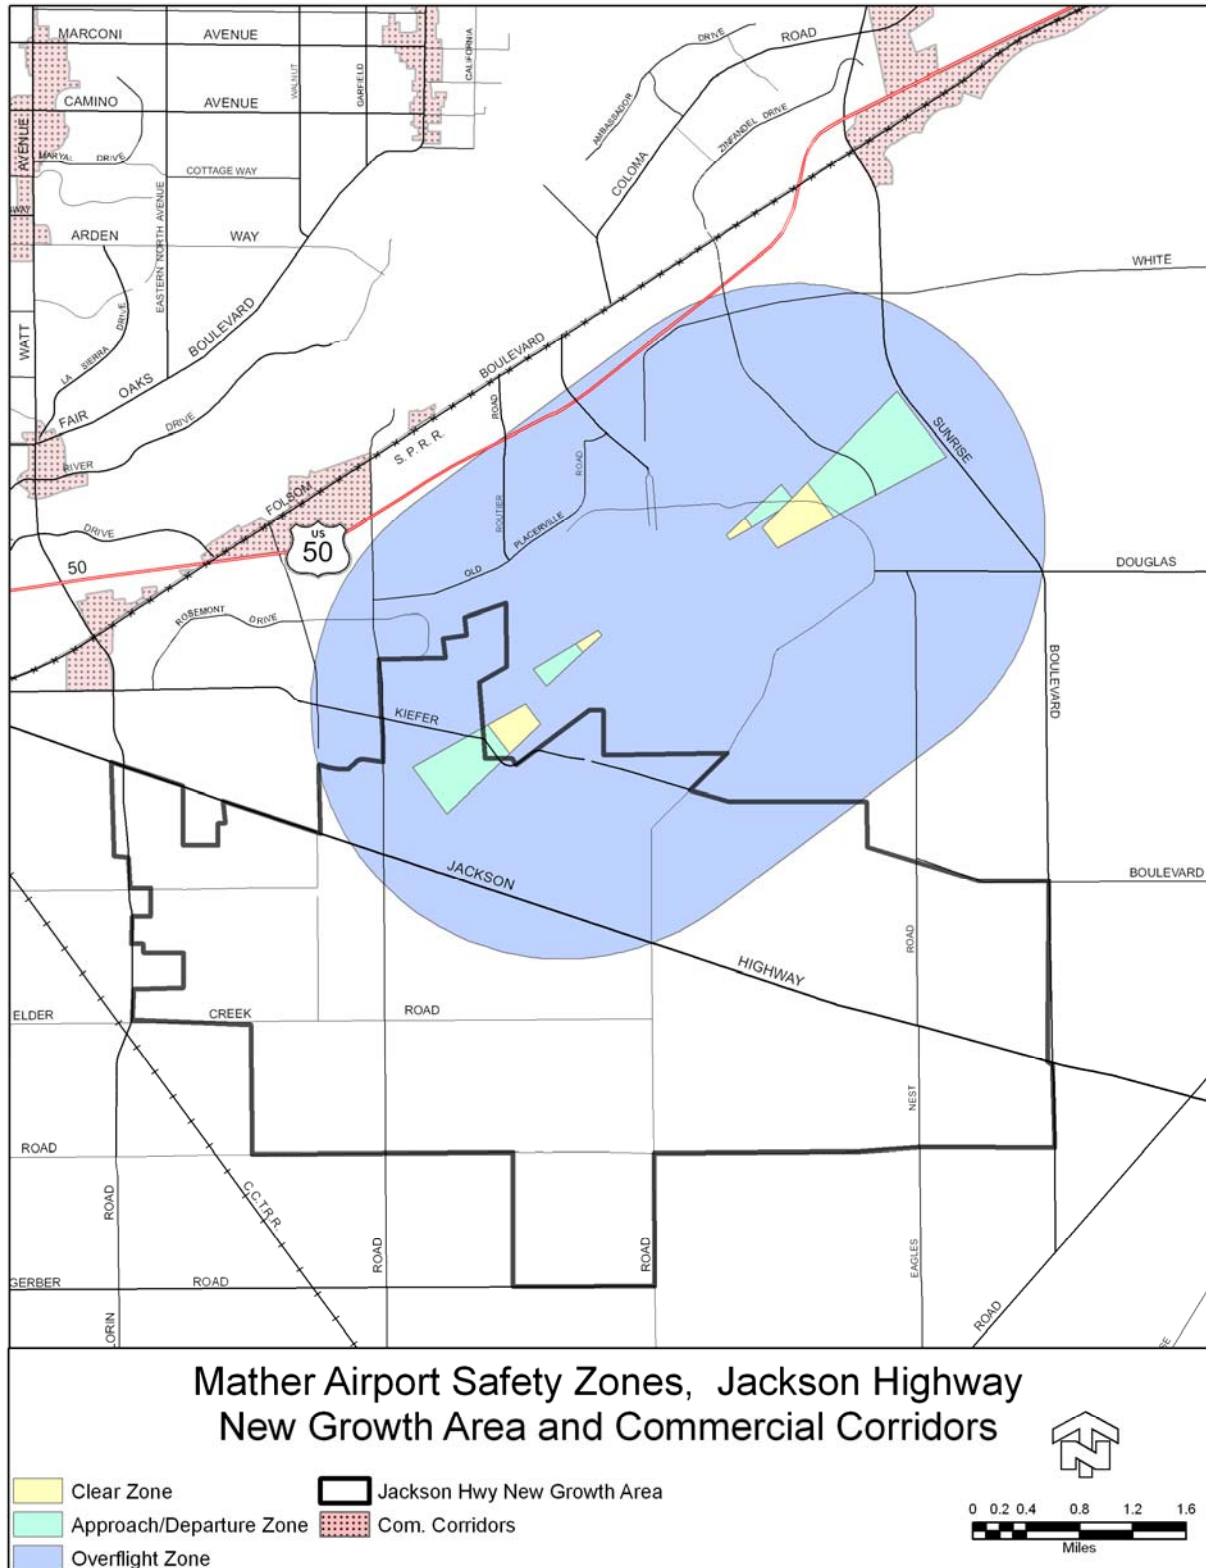 MARCONI AVENUE
WALNUT
GARFIELD
CALIFORNIA
DRIVE
ROAD
CAMINO AVENUE
AVENUE
AMBASSADOR
ZINFANDEL DRIVE
MARYAL DRIVE
COTTAGE WAY
COLOMA
WAY
EASTERN NORTH AVENUE
ARDEN WAY
WHITE
WATT
LA SIERRA DRIVE
BOULEVARD
OAKS
FAIR
BOULEVARD
ROAD
SUNRISE
DRIVE
RIVER
S. P. R. R.
ROAD
FOLSOM
ROUTIER
PLACERVILLE
DRIVE
US
50
50
OLD
DOUGLAS
ROSEMONT DRIVE
BOULEVARD
KIEFER
JACKSON
BOULEVARD
ROAD
HIGHWAY
ELDER CREEK ROAD
NEST
ROAD
C.C.T.R.R.
ROAD
ROAD
ROAD
EAGLES
GERBER ROAD
ROAD
LORIN
SE
Mather Airport Safety Zones, Jackson Highway
New Growth Area and Commercial Corridors
Clear Zone
Jackson Hwy New Growth Area
Approach/Departure Zone
Com. Corridors
Overflight Zone
N
0 0.2 0.4 0.8 1.2 1.6
Miles